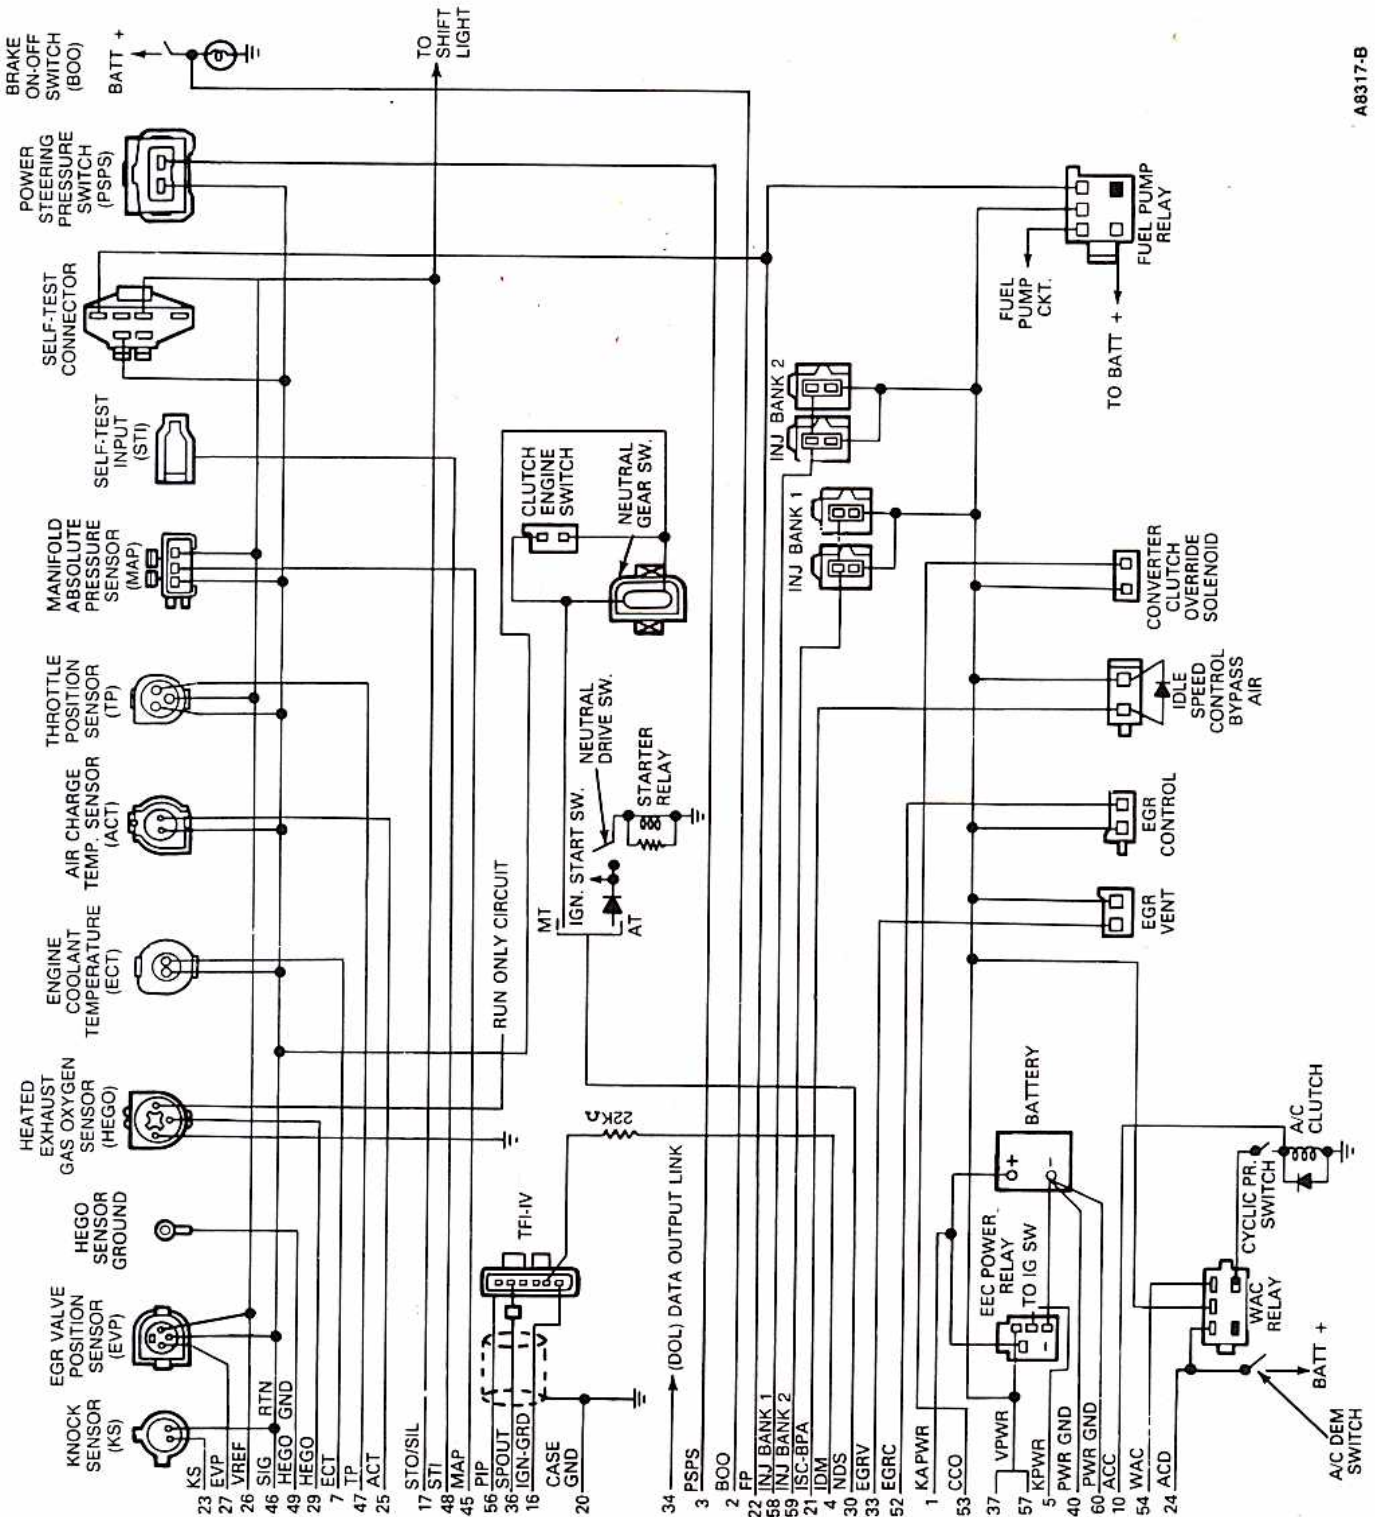 BRAKE
ON-OFF
SWITCH
(BOO)
BATT +
POWER
STEERING
PRESSURE
SWITCH
(PSPS)
SELF-TEST
CONNECTOR
SELF-TEST
INPUT
(STI)
MANIFOLD
ABSOLUTE
PRESSURE
SENSOR
(MAP)
THROTTLE
POSITION
SENSOR
(TP)
AIR CHARGE
TEMP. SENSOR
(ACT)
ENGINE
COOLANT
TEMPERATURE
(ECT)
HEATED
EXHAUST
GAS OXYGEN
SENSOR
(HEGO)
HEGO
SENSOR
GROUND
EGR VALVE
POSITION
SENSOR
(EVP)
KNOCK
SENSOR
(KS)
TO
SHIFT
LIGHT
A8317-B
FUEL PUMP
RELAY
FUEL
PUMP
CKT.
TO BATT +
INJ BANK 2
INJ BANK 1
CLUTCH
ENGINE
SWITCH
NEUTRAL
GEAR SW.
NEUTRAL
DRIVE SW.
STARTER
RELAY
IGN. START SW.
MT
AT
RUN ONLY CIRCUIT
22KΩ
TFI-IV
(DOL) DATA OUTPUT LINK
CONVERTER
CLUTCH
OVERRIDE
SOLENOID
IDLE
SPEED
CONTROL
BYPASS
AIR
EGR
CONTROL
EGR
VENT
BATTERY
+
-
EEC POWER
RELAY
TO IG SW
A/C
CLUTCH
CYCLIC PR.
SWITCH
WAC
RELAY
BATT +
A/C DEM
SWITCH
KS
23
EVP
27
VREF
26
SIG RTN
46
HEGO GND
49
HEGO
29
ECT
7
TP
47
ACT
25
STO/SIL
17
STI
48
MAP
45
PIP
56
SPOUT
36
IGN-GRD
16
CASE
GND
20
34
PSPS
3
BOO
2
FP
22
INJ BANK 1
58
INJ BANK 2
59
ISC-BPA
21
IDM
4
NDS
30
EGRV
33
EGRC
52
KAPWR
1
CCO
53
VPWR
37
57
KPWR
5
PWR GND
40
PWR GND
60
ACC
10
WAC
54
ACD
24